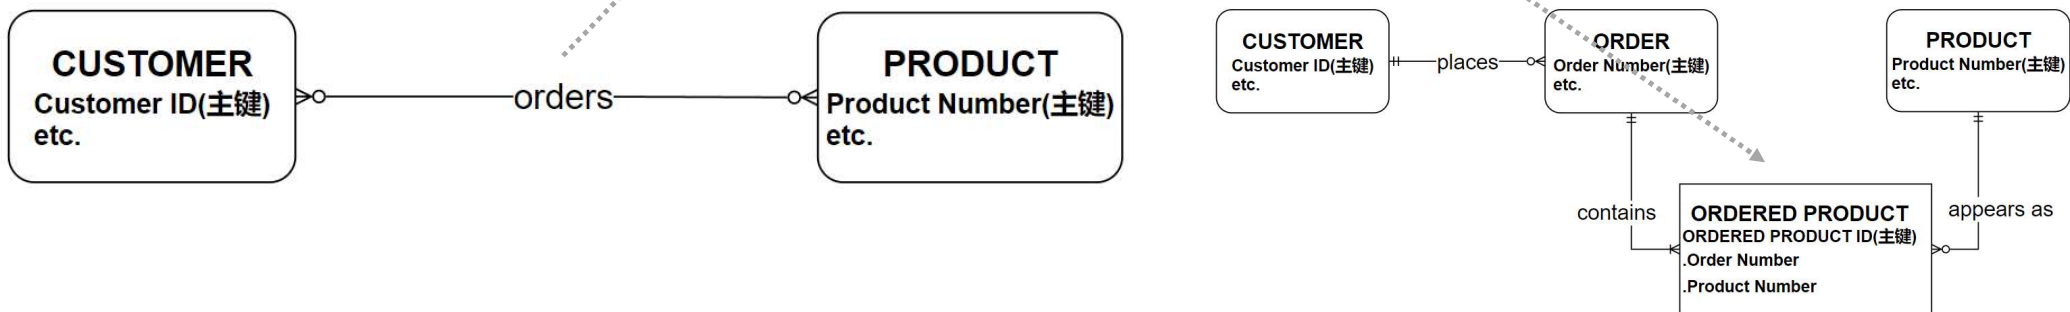 CUSTOMER
Customer ID(主键)
etc.
orders
PRODUCT
Product Number(主键)
etc.
CUSTOMER
Customer ID(主键)
etc.
places
ORDER
Order Number(主键)
etc.
PRODUCT
Product Number(主键)
etc.
contains
ORDERED PRODUCT
ORDERED PRODUCT ID(主键)
.Order Number
.Product Number
appears as